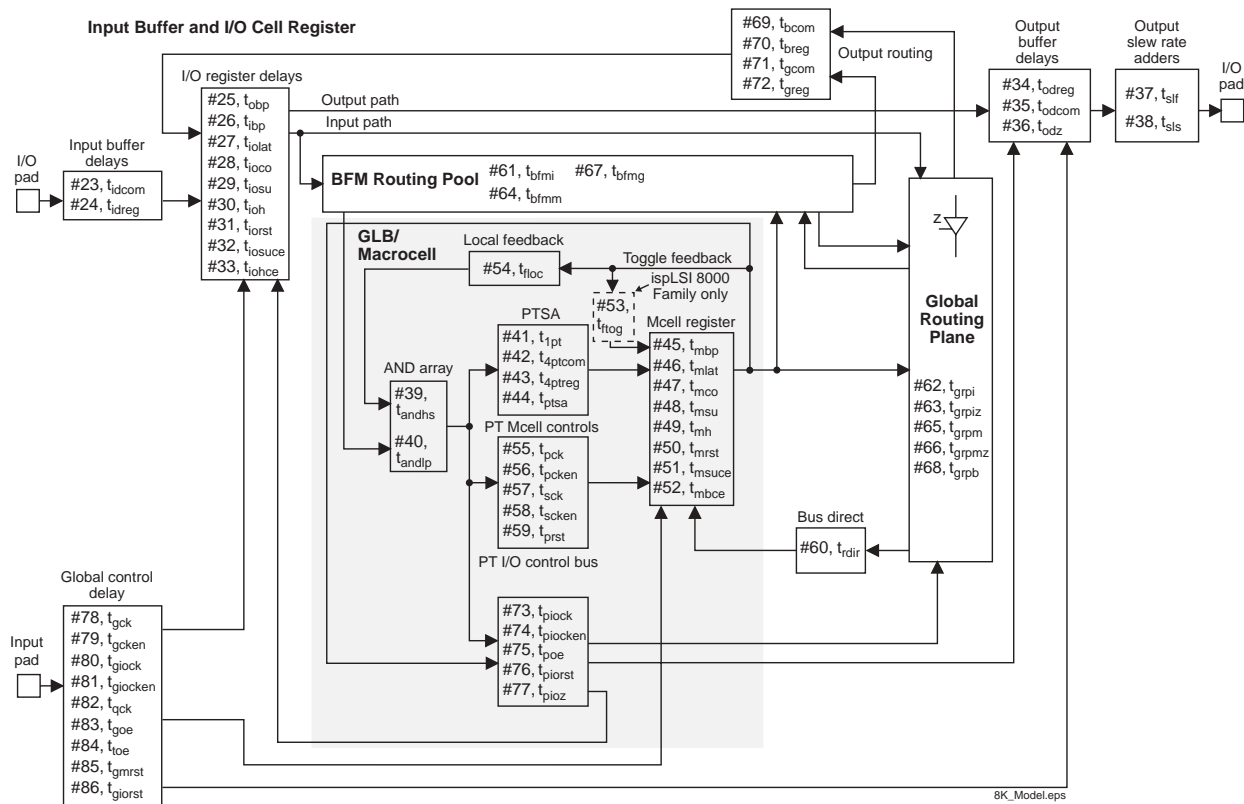 Input Buffer and I/O Cell Register
#69, tbcom
#70, tbreg
#71, tgcom
#72, tgreg
Output routing
Output
buffer
delays
Output
slew rate
adders
I/O
pad
I/O register delays
#25, tobp
#26, tibp
#27, tiolat
#28, tioco
#29, tiosu
#30, tioh
#31, tiorst
#32, tiosuce
#33, tiohce
Output path
Input path
#34, todreg
#35, todcom
#36, todz
#37, tslf
#38, tsls
I/O
pad
Input buffer
delays
#23, tidcom
#24, tidreg
BFM Routing Pool
#61, tbfmi
#67, tbfmg
#64, tbfmm
Z
GLB/
Macrocell
Local feedback
#54, tfloc
Toggle feedback
ispLSI 8000
Family only
#53,
tftog
Global
Routing
Plane
#62, tgrpi
#63, tgrpiz
#65, tgrpm
#66, tgrpmz
#68, tgrpb
PTSA
#41, t1pt
#42, t4ptcom
#43, t4ptreg
#44, tptsa
Mcell register
#45, tmbp
#46, tmlat
#47, tmco
#48, tmsu
#49, tmh
#50, tmrst
#51, tmsuce
#52, tmbce
AND array
#39,
tandhs
#40,
tandlp
PT Mcell controls
#55, tpck
#56, tpcken
#57, tsck
#58, tscken
#59, tprst
Bus direct
#60, trdir
PT I/O control bus
#73, tpiock
#74, tpiocken
#75, tpoe
#76, tpiorst
#77, tpioz
Global control
delay
Input
pad
#78, tgck
#79, tgcken
#80, tgiock
#81, tgiocken
#82, tqck
#83, tgoe
#84, ttoe
#85, tgmrst
#86, tgiorst
8K_Model.eps